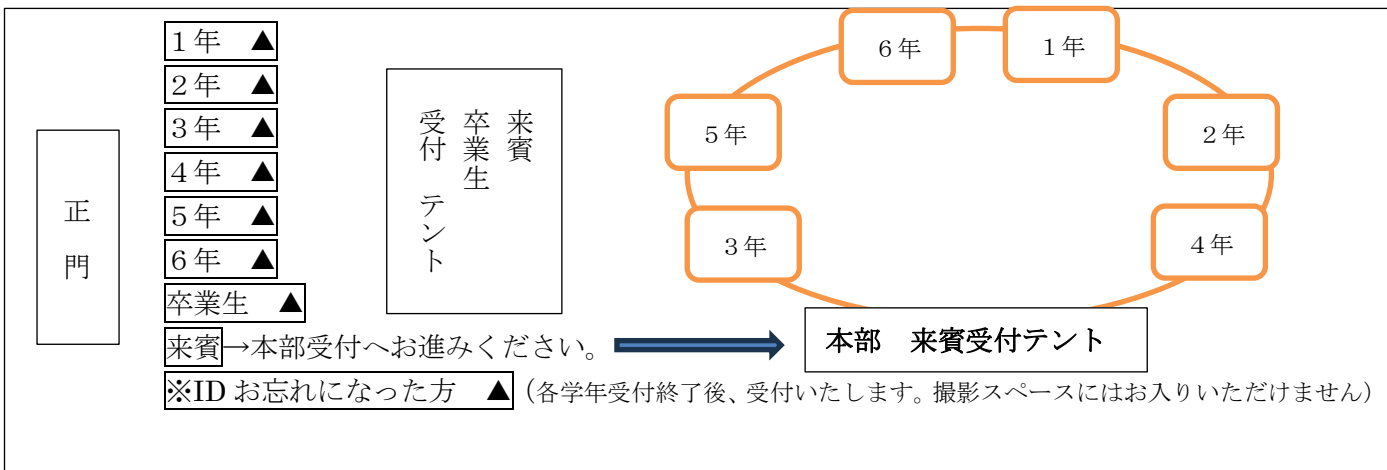 正門
1年 ▲
2年 ▲
3年 ▲
4年 ▲
5年 ▲
6年 ▲
卒業生 ▲
来賓→本部受付へお進みください。
※ID お忘れになった方 ▲(各学年受付終了後、受付いたします。撮影スペースにはお入りいただけません)
来賓
卒業生
受付 テント
6年
1年
5年
2年
3年
4年
本部 来賓受付テント